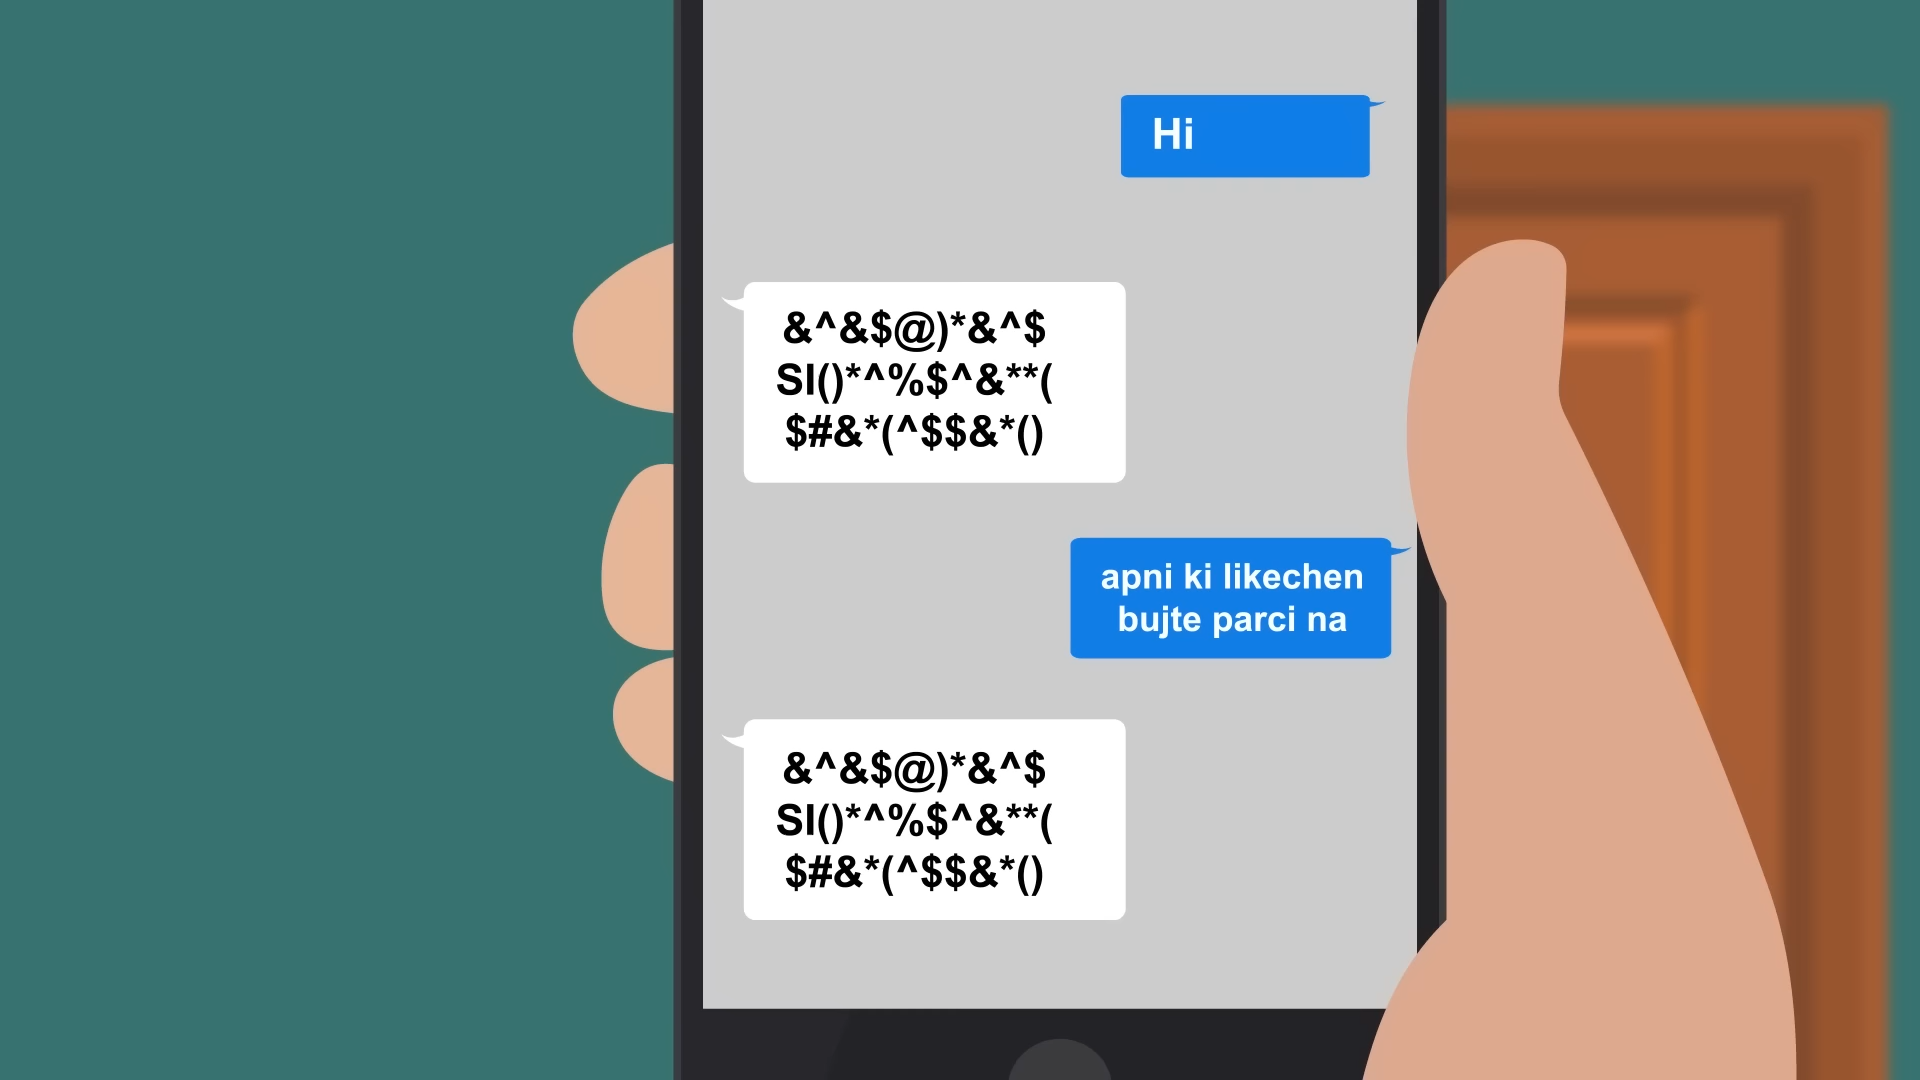 Hi
&^&$@)*&^$
SI()*^%$^&**(
$#&*(^$$&*()
apni ki likechen
bujte parci na
&^&$@)*&^$
SI()*^%$^&**(
$#&*(^$$&*()